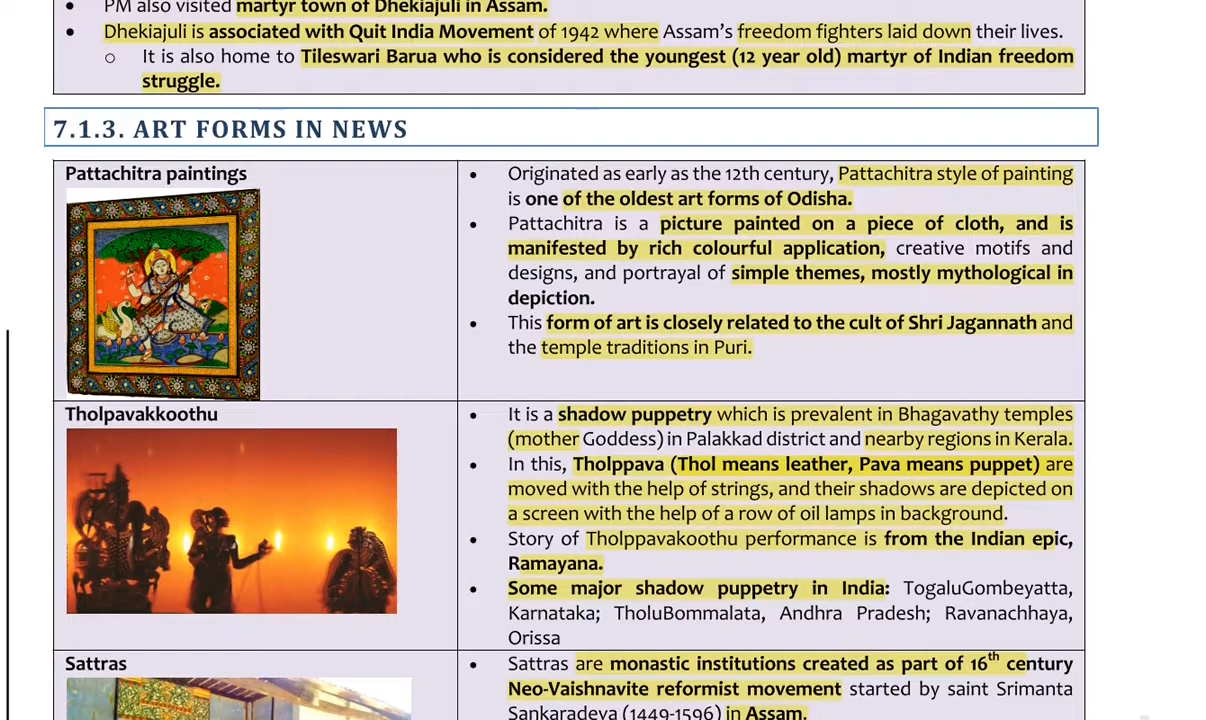 • PM also visited martyr town of Dhekiajuli in Assam.
• Dhekiajuli is associated with Quit India Movement of 1942 where Assam's freedom fighters laid down their lives.
o It is also home to Tileswari Barua who is considered the youngest (12 year old) martyr of Indian freedom
struggle.
7.1.3. ART FORMS IN NEWS
Pattachitra paintings
• Originated as early as the 12th century, Pattachitra style of painting
is one of the oldest art forms of Odisha.
• Pattachitra is a picture painted on a piece of cloth, and is
manifested by rich colourful application, creative motifs and
designs, and portrayal of simple themes, mostly mythological in
depiction.
• This form of art is closely related to the cult of Shri Jagannath and
the temple traditions in Puri.
Tholpavakkoothu
• It is a shadow puppetry which is prevalent in Bhagavathy temples
(mother Goddess) in Palakkad district and nearby regions in Kerala.
• In this, Tholppava (Thol means leather, Pava means puppet) are
moved with the help of strings, and their shadows are depicted on
a screen with the help of a row of oil lamps in background.
• Story of Tholppavakoothu performance is from the Indian epic,
Ramayana.
• Some major shadow puppetry in India: TogaluGombeyatta,
Karnataka; TholuBommalata, Andhra Pradesh; Ravanachhaya,
Orissa
Sattras
• Sattras are monastic institutions created as part of 16th century
Neo-Vaishnavite reformist movement started by saint Srimanta
Sankaradeva (1449-1596) in Assam.